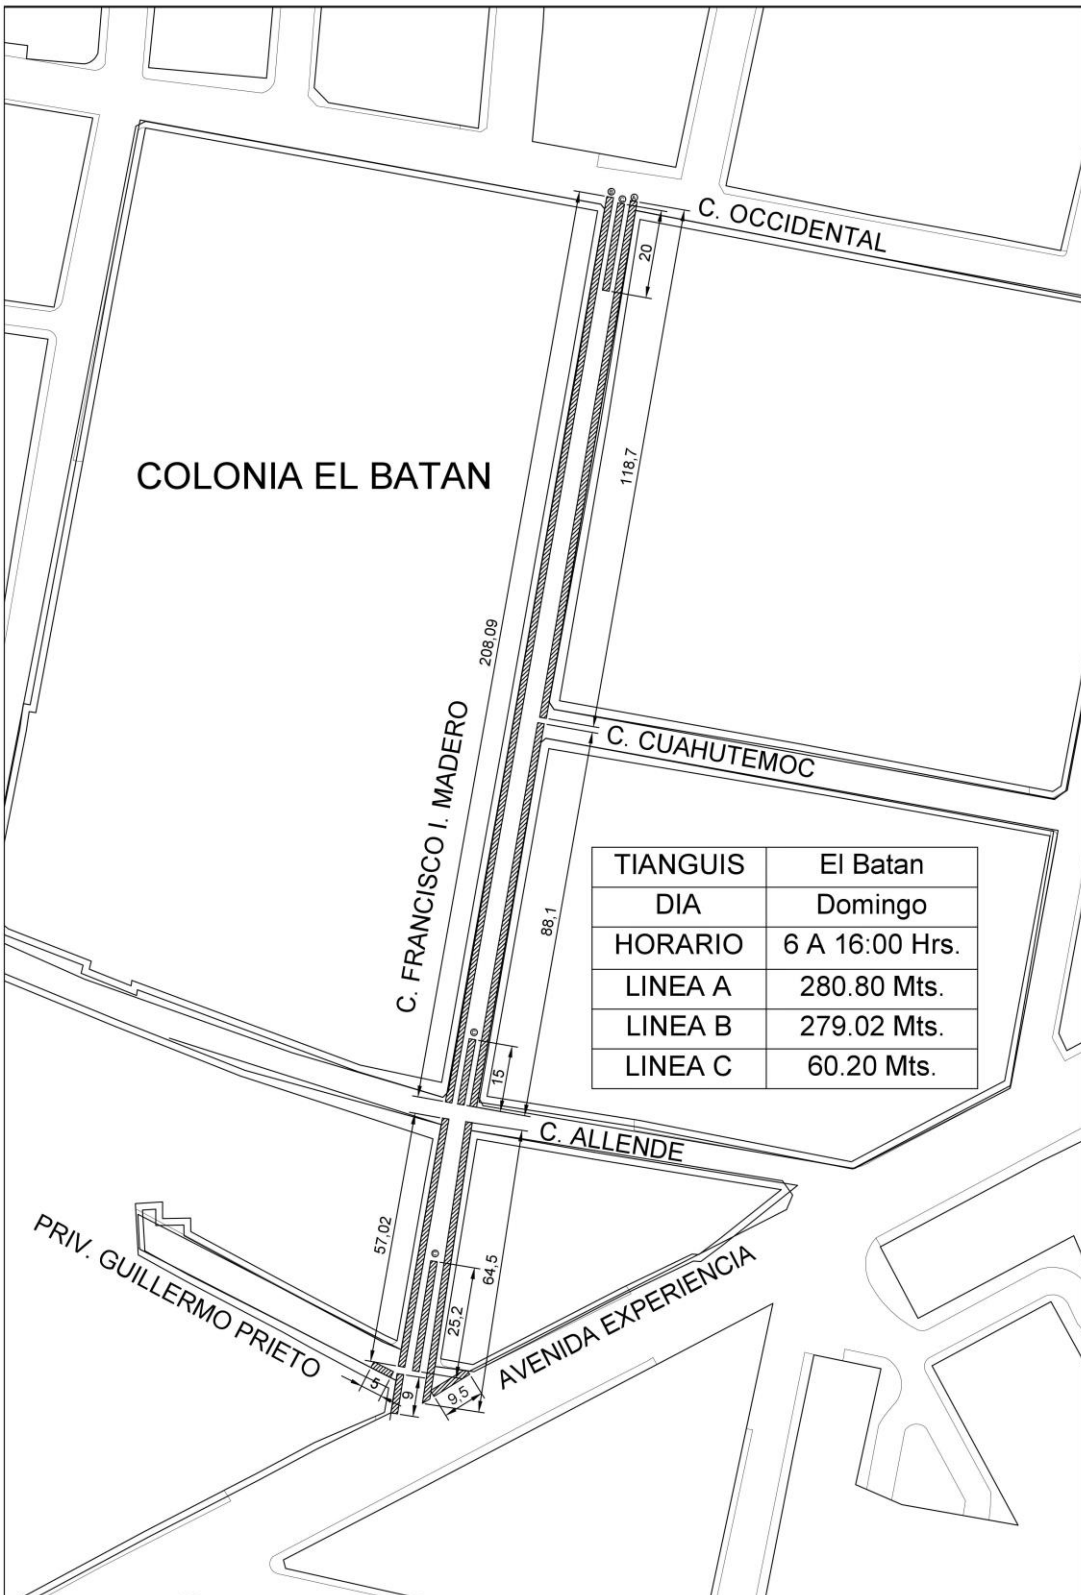 C. OCCIDENTAL
20
118,7
COLONIA EL BATAN
208,09
C. FRANCISCO I. MADERO
C. CUAHUTEMOC
88,1
TIANGUIS El Batan
DIA Domingo
HORARIO 6 A 16:00 Hrs.
LINEA A 280.80 Mts.
LINEA B 279.02 Mts.
LINEA C 60.20 Mts.
15
C. ALLENDE
57,02
64,5
25,2
PRIV. GUILLERMO PRIETO
AVENIDA EXPERIENCIA
5
9
9,5